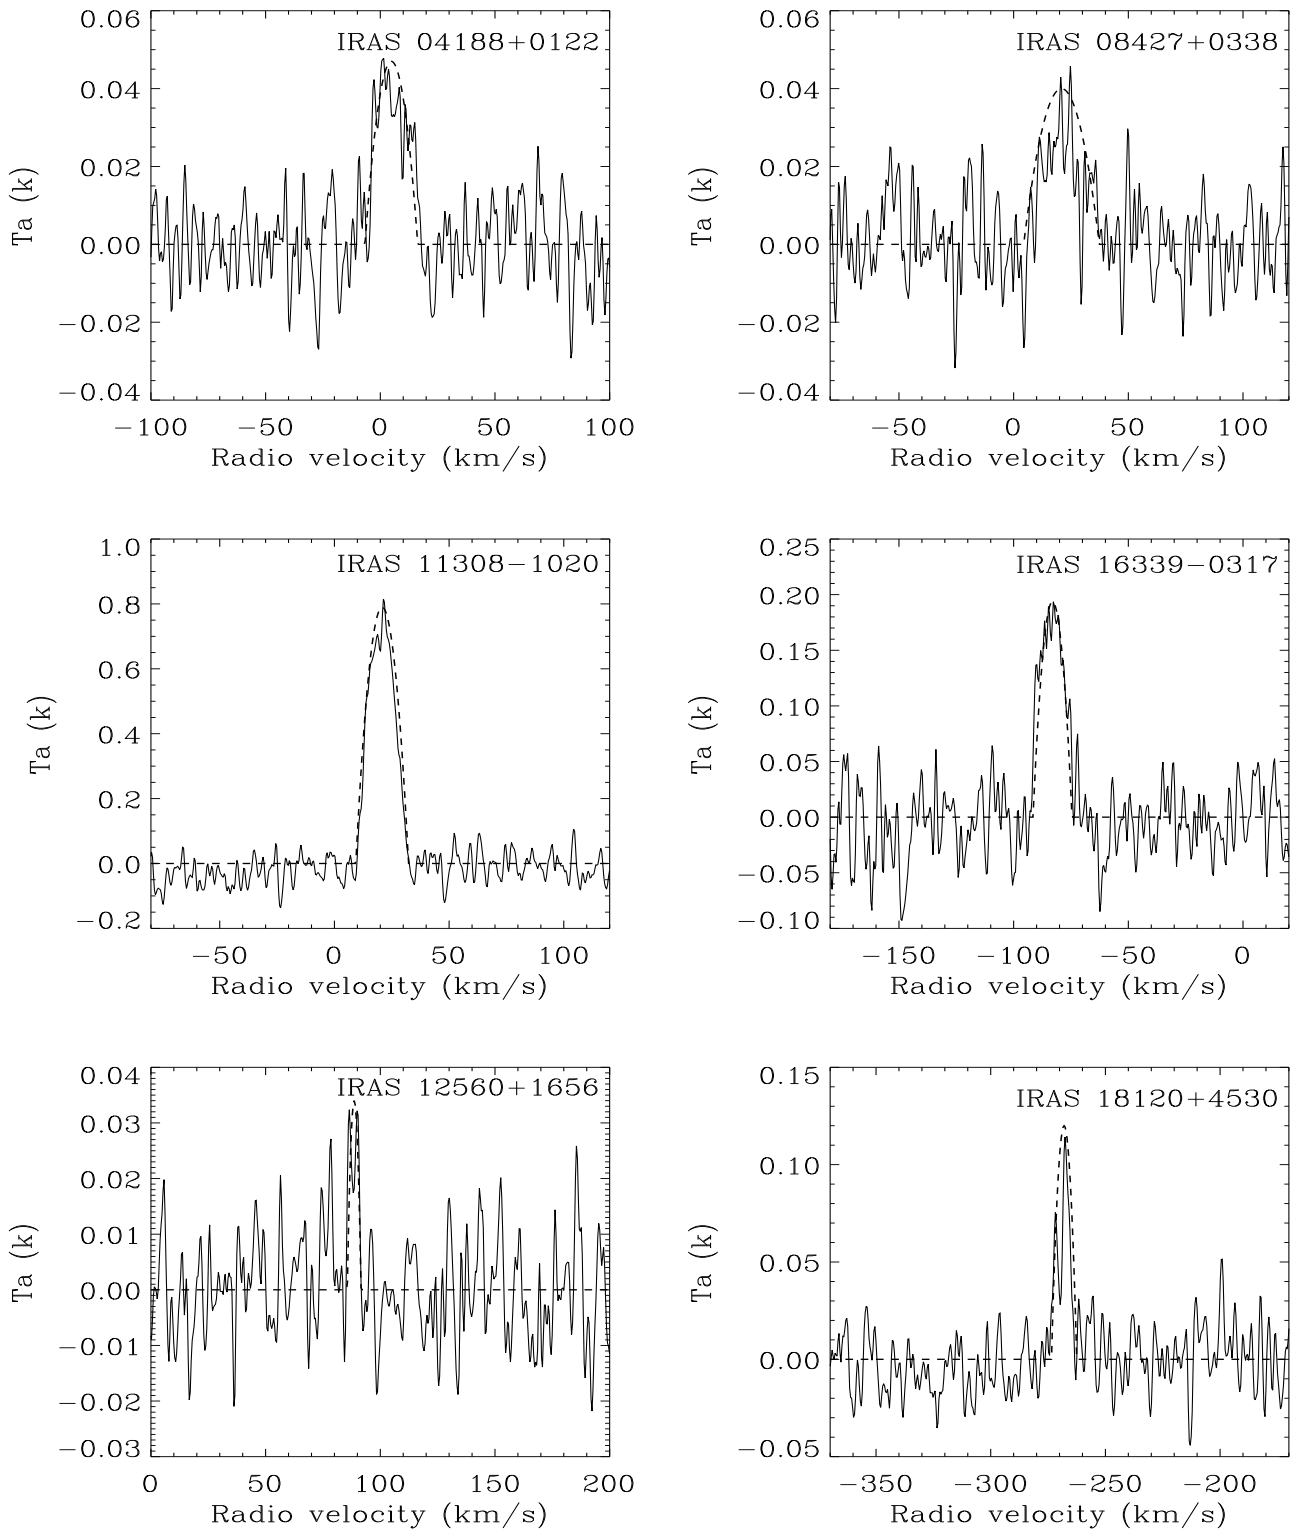 IRAS 04188+0122
0.06
0.04
0.02
0.00
−0.02
−0.04
Ta (k)
−100 −50 0 50 100
Radio velocity (km/s)
IRAS 08427+0338
0.06
0.04
0.02
0.00
−0.02
−0.04
Ta (k)
−50 0 50 100
Radio velocity (km/s)
IRAS 11308−1020
1.0
0.8
0.6
0.4
0.2
0.0
−0.2
Ta (k)
−50 0 50 100
Radio velocity (km/s)
IRAS 16339−0317
0.25
0.20
0.15
0.10
0.05
0.00
−0.05
−0.10
Ta (k)
−150 −100 −50 0
Radio velocity (km/s)
IRAS 12560+1656
0.04
0.03
0.02
0.01
0.00
−0.01
−0.02
−0.03
Ta (k)
0 50 100 150 200
Radio velocity (km/s)
IRAS 18120+4530
0.15
0.10
0.05
0.00
−0.05
Ta (k)
−350 −300 −250 −200
Radio velocity (km/s)